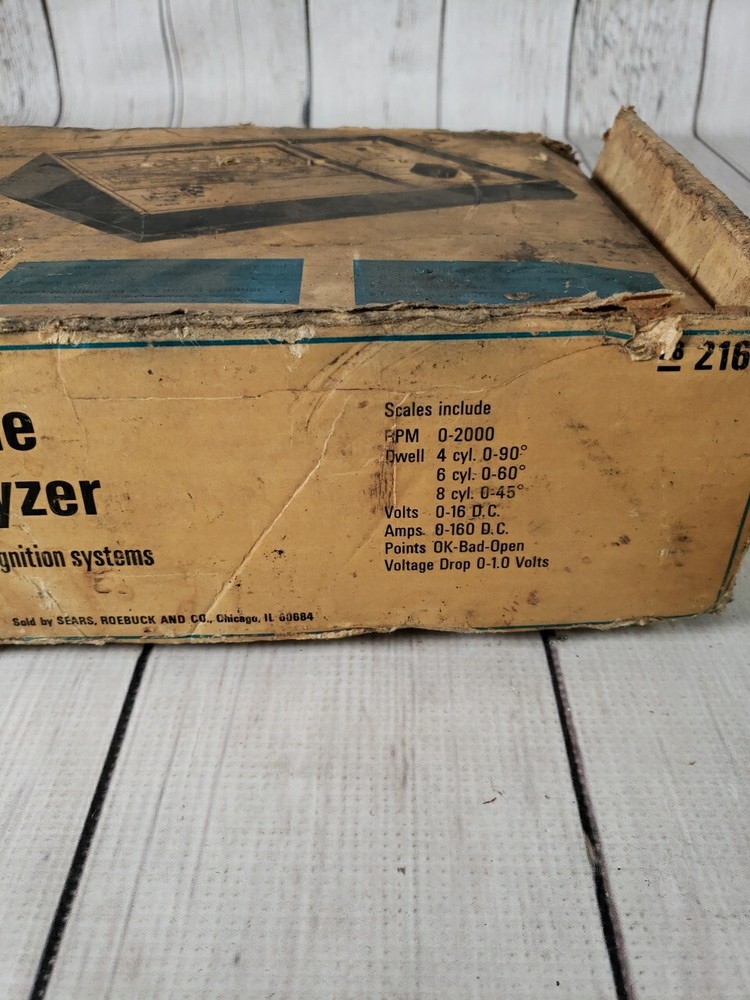 216
Scales include
RPM 0-2000
Dwell 4 cyl. 0-90°
6 cyl. 0-60°
8 cyl. 0-45°
Volts 0-16 D.C.
Amps 0-160 D.C.
Points OK-Bad-Open
Voltage Drop 0-1.0 Volts
e
yzer
gnition systems
Sold by SEARS, ROEBUCK AND CO., Chicago, IL 60684